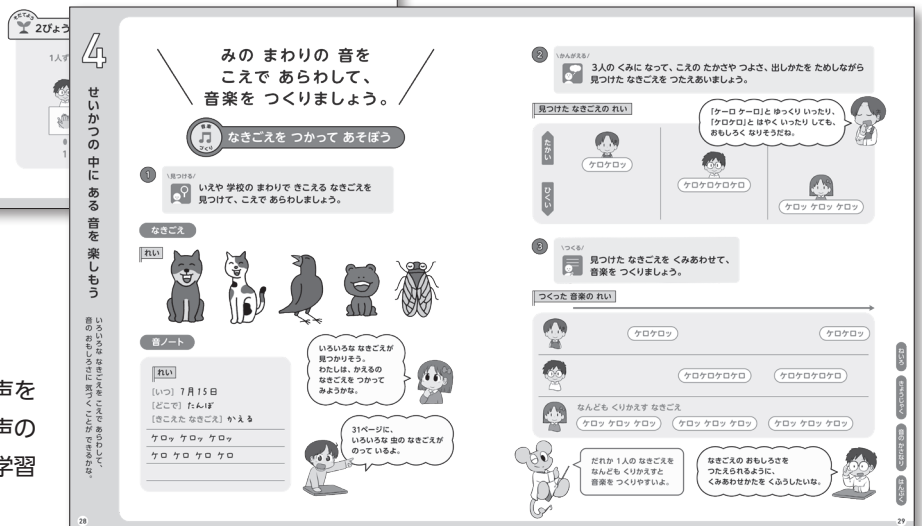 そだてよう
2びょう
1人ず
声を
声の
学習
4
せいかつの 中に ある 音を 楽しもう
いろいろな なきごえを こえで あらわして、
音の おもしろさに 気づく ことが できるかな。
みの まわりの 音を
こえで あらわして、
音楽を つくりましょう。
音楽
づくり
なきごえを つかって あそぼう
1
見つける
いえや 学校の まわりで きこえる なきごえを
見つけて、こえで あらわしましょう。
なきごえ
れい
音ノート
れい
[いつ] 7月15日
[どこで] たんぼ
[きこえた なきごえ] かえる
ケロッ ケロッ ケロッ
ケロ ケロ ケロ ケロ
いろいろな なきごえが
見つかりそう。
わたしは、かえるの
なきごえを つかって
みようかな。
31ページに、
いろいろな 虫の なきごえが
のって いるよ。
28
2
かんがえる
3人の くみに なって、こえの たかさや つよさ、出しかたを ためしながら
見つけた なきごえを つたえあいましょう。
見つけた なきごえの れい
「ケーロ ケーロ」と ゆっくり いったり、
「ケロケロ」と はやく いったり しても、
おもしろく なりそうだね。
たかい
ひくい
ケロケロッ
ケロケロケロケロ
ケロッ ケロッ ケロッ
3
つくる
見つけた なきごえを くみあわせて、
音楽を つくりましょう。
つくった 音楽の れい
ケロケロッ
ケロケロッ
ケロケロケロケロ
ケロケロケロケロ
なんども くりかえす なきごえ
ケロッ ケロッ ケロッ
ケロッ ケロッ ケロッ
ケロッ ケロッ ケロッ
だれか 1人の なきごえを
なんども くりかえすと
音楽を つくりやすいよ。
なきごえの おもしろさを
つたえられるように、
くみあわせかたを くふうしたいな。
ねいろ
きょうじゃく
音の かさなり
はんぷく
29